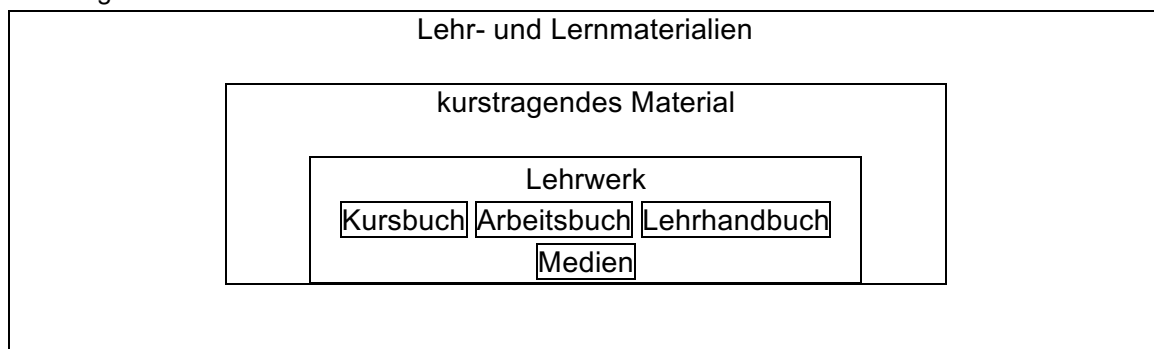 Lehr- und Lernmaterialien
kurstragendes Material
Lehrwerk
Kursbuch Arbeitsbuch Lehrhandbuch
Medien